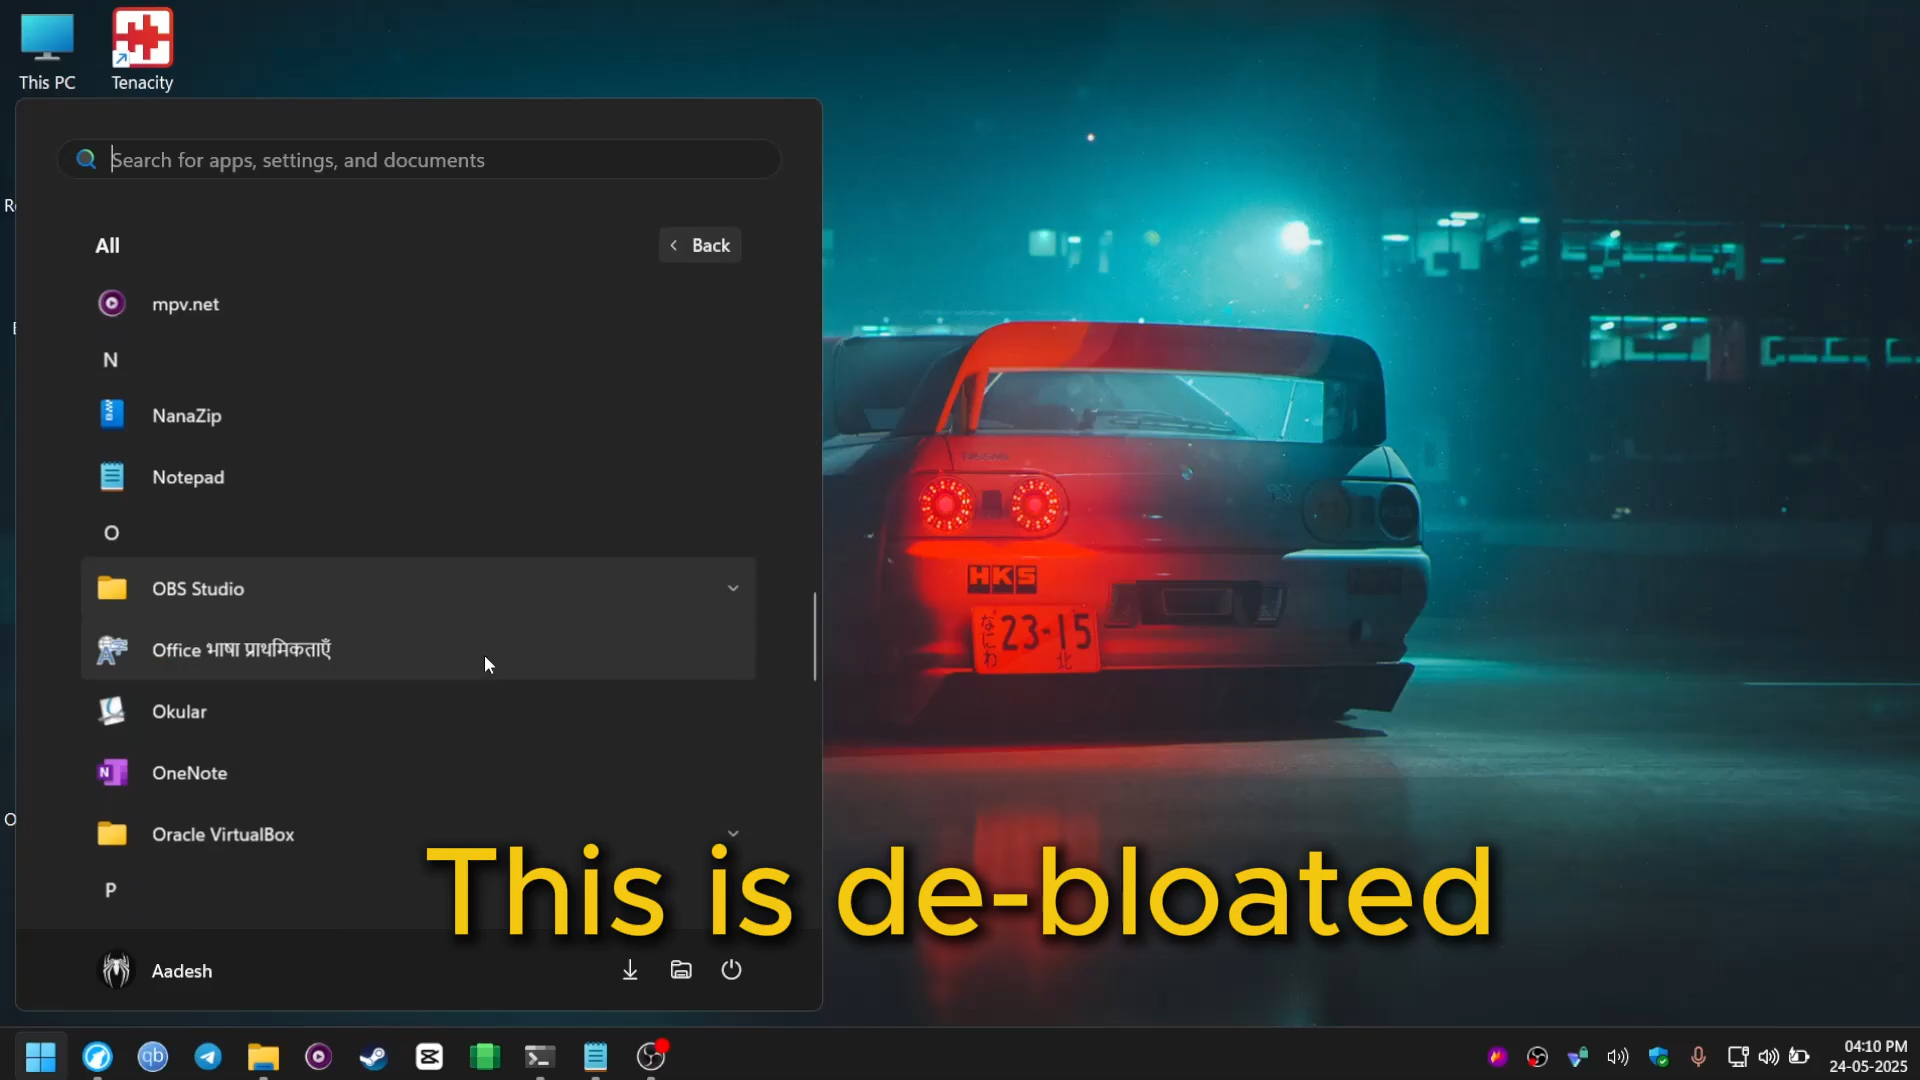 This PC
Tenacity
Search for apps, settings, and documents
All
Back
mpv.net
N
NanaZip
Notepad
O
OBS Studio
Office भाषा प्राथमिकताएँ
Okular
OneNote
Oracle VirtualBox
P
This is de-bloated
Aadesh
HKS
23-15
04:10 PM
24-05-2025